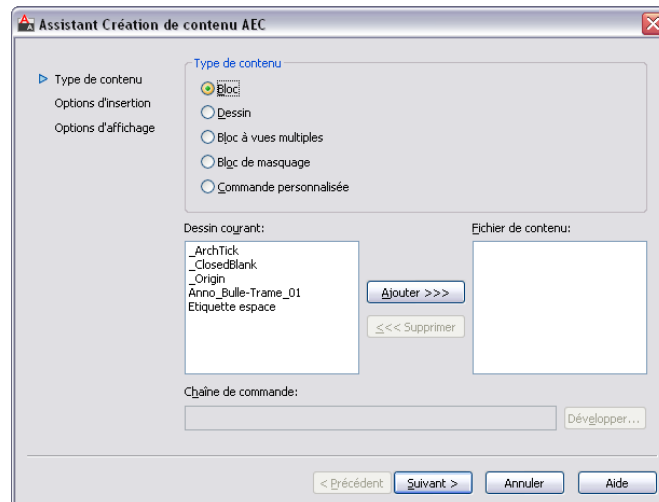 Assistant Création de contenu AEC
Type de contenu
Options d'insertion
Options d'affichage
Type de contenu
Bloc
Dessin
Bloc à vues multiples
Bloc de masquage
Commande personnalisée
Dessin courant:
_ArchTick
_ClosedBlank
_Origin
Anno_Bulle-Trame_01
Etiquette espace
Ajouter >>>
<<< Supprimer
Fichier de contenu:
Chaîne de commande:
Développer...
< Précédent
Suivant >
Annuler
Aide